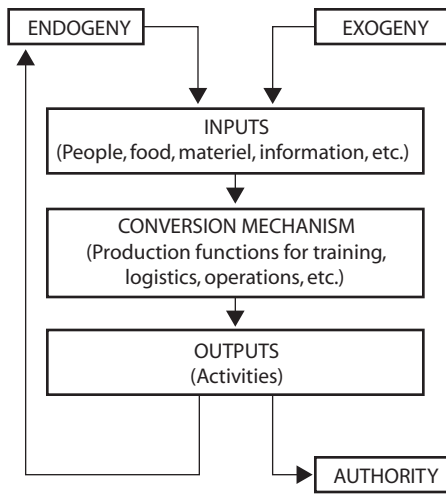 ENDOGENY
EXOGENY
INPUTS
(People, food, materiel, information, etc.)
CONVERSION MECHANISM
(Production functions for training,
logistics, operations, etc.)
OUTPUTS
(Activities)
AUTHORITY